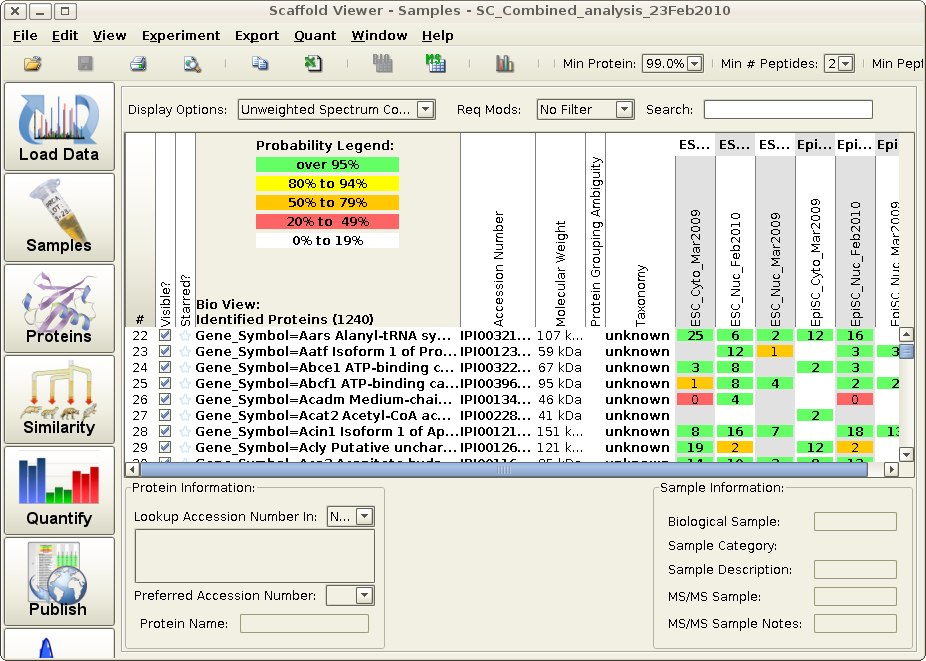 Scaffold Viewer - Samples - SC_Combined_analysis_23Feb2010
File Edit View Experiment Export Quant Window Help
Min Protein: 99.0% Min # Peptides: 2 Min Pept
Display Options: Unweighted Spectrum Co... Req Mods: No Filter Search:
Load Data
Samples
Proteins
Similarity
Quantify
Publish
Probability Legend:
over 95%
80% to 94%
50% to 79%
20% to 49%
0% to 19%
Bio View:
Identified Proteins (1240)
#
Visible?
Starred?
Accession Number
Molecular Weight
Protein Grouping Ambiguity
Taxonomy
ES... ES... ES... Epi... Epi... Epi
ESC_Cyto_Mar2009
ESC_Nuc_Feb2010
ESC_Nuc_Mar2009
EpiSC_Cyto_Mar2009
EpiSC_Nuc_Feb2010
EpiSC_Nuc_Mar2009
22 Gene_Symbol=Aars Alanyl-tRNA sy... IPI00321... 107 k... unknown 25 6 2 12 16
23 Gene_Symbol=Aatf Isoform 1 of Pro... IPI00123... 59 kDa unknown 12 1 3 3
24 Gene_Symbol=Abce1 ATP-binding c... IPI00322... 67 kDa unknown 3 8 2 3
25 Gene_Symbol=Abcf1 ATP-binding ca... IPI00396... 95 kDa unknown 1 8 4 2 2
26 Gene_Symbol=Acadm Medium-chai... IPI00134... 46 kDa unknown 0 4 0
27 Gene_Symbol=Acat2 Acetyl-CoA ac... IPI00228... 41 kDa unknown 2
28 Gene_Symbol=Acin1 Isoform 1 of Ap... IPI00121... 151 k... unknown 8 16 7 18 13
29 Gene_Symbol=Acly Putative unchar... IPI00126... 121 k... unknown 19 2 12 2
Protein Information:
Lookup Accession Number In: N...
Preferred Accession Number:
Protein Name:
Sample Information:
Biological Sample:
Sample Category:
Sample Description:
MS/MS Sample:
MS/MS Sample Notes: